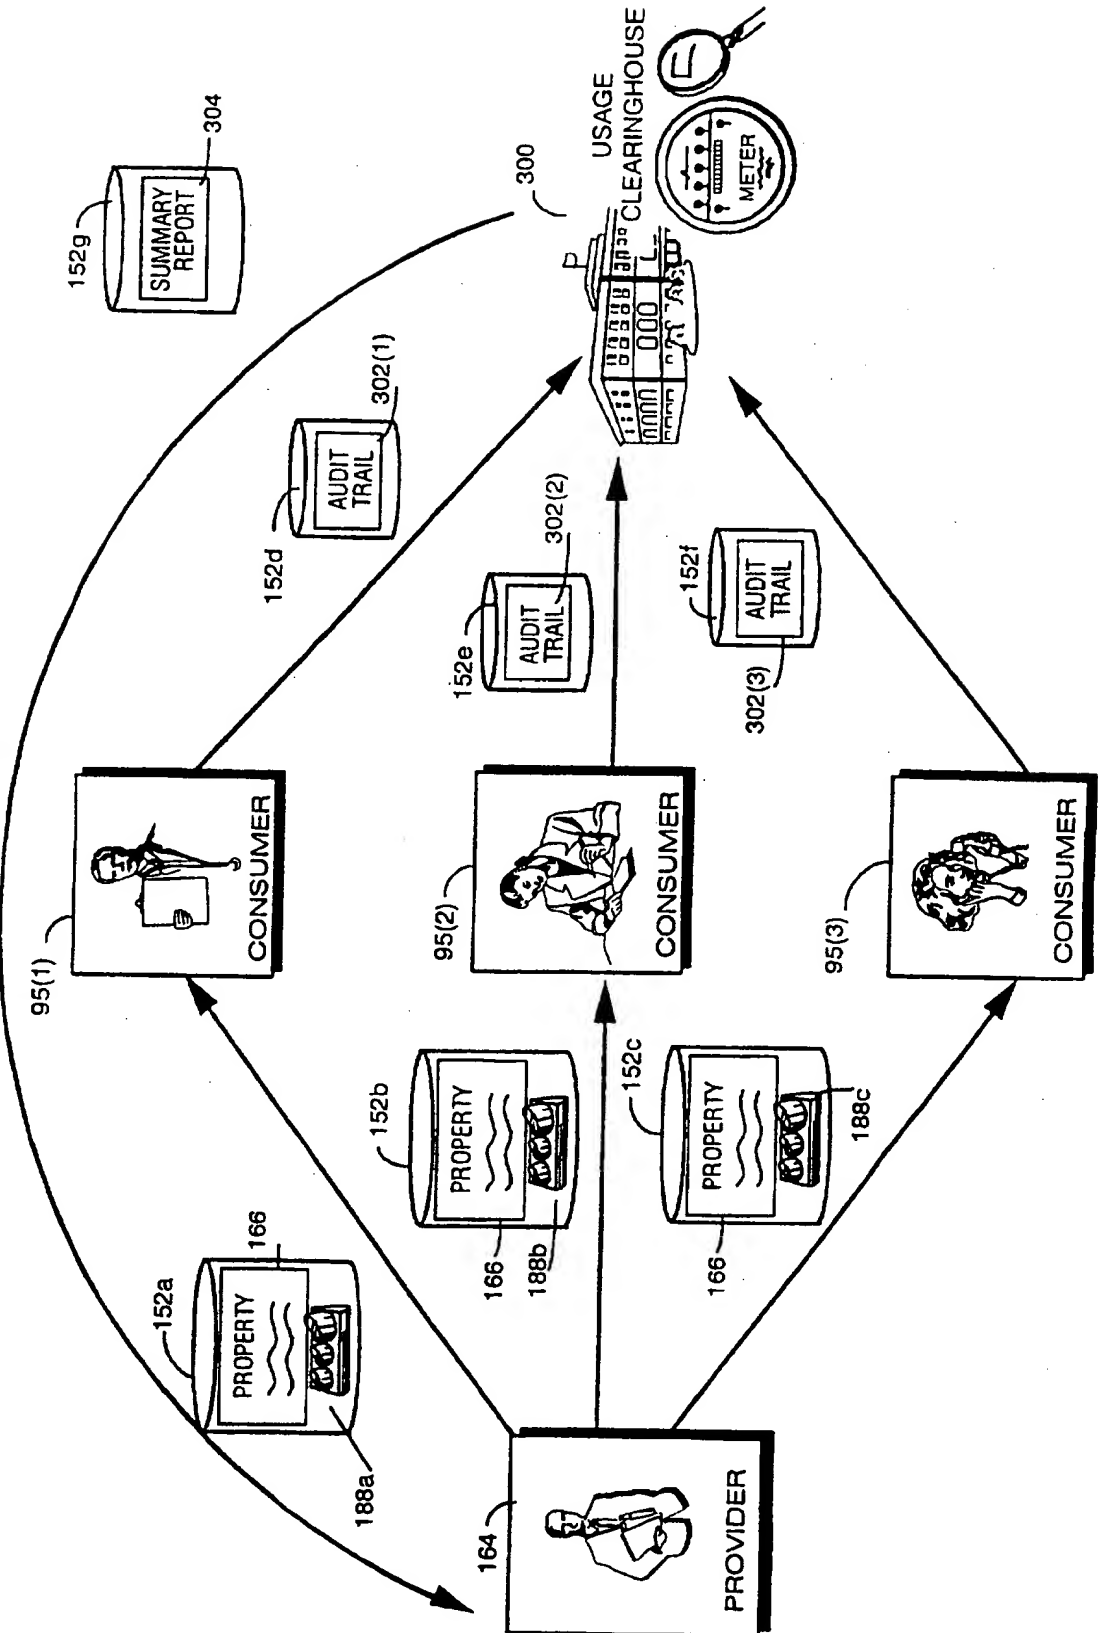 95(1)
152g
SUMMARY
REPORT
304
152a
166
PROPERTY
188a
CONSUMER
152d
AUDIT
TRAIL
302(1)
152b
PROPERTY
166
188b
95(2)
CONSUMER
152e
AUDIT
TRAIL
302(2)
300
USAGE
CLEARINGHOUSE
METER
164
PROVIDER
152c
PROPERTY
166
188c
152f
AUDIT
TRAIL
302(3)
95(3)
CONSUMER